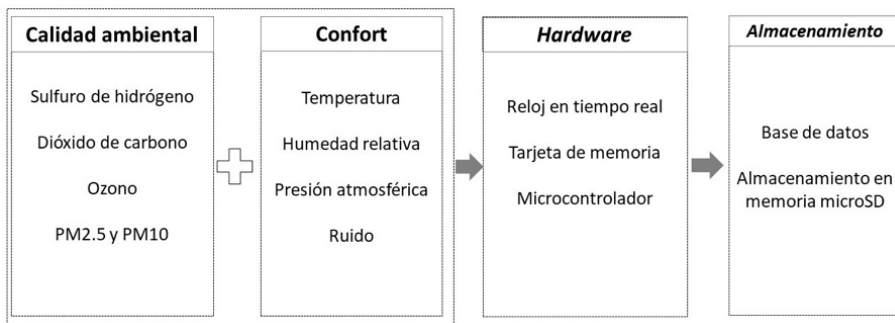 Calidad ambiental
Sulfuro de hidrógeno
Dióxido de carbono
Ozono
PM2.5 y PM10
Confort
Temperatura
Humedad relativa
Presión atmosférica
Ruido
Hardware
Reloj en tiempo real
Tarjeta de memoria
Microcontrolador
Almacenamiento
Base de datos
Almacenamiento en
memoria microSD